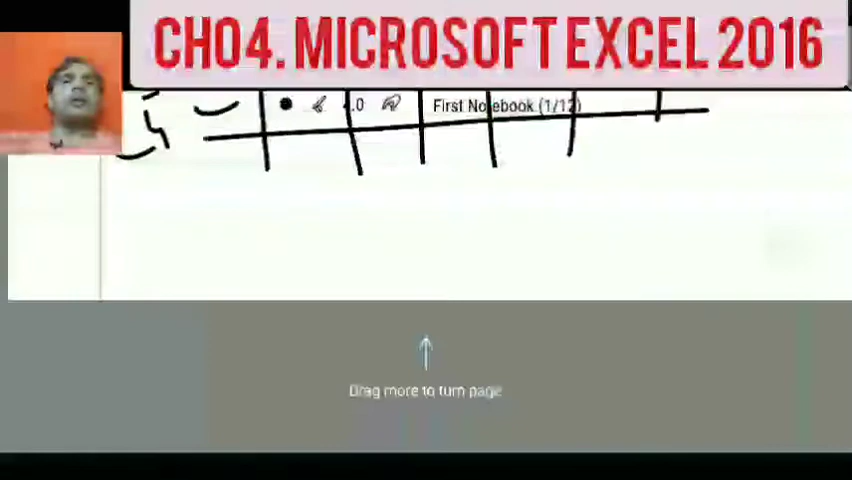 CH04. MICROSOFT EXCEL 2016
First Notebook (1/12)
Drag more to turn page